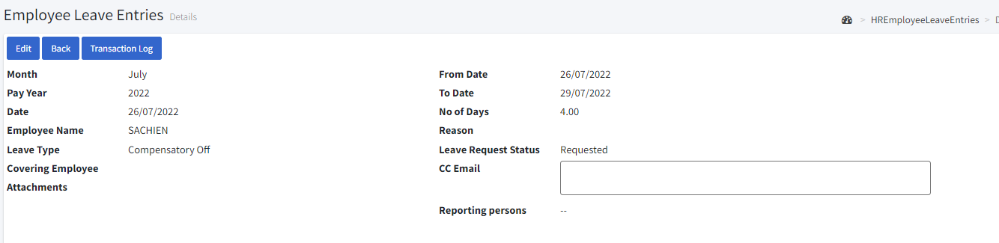 Employee Leave Entries Details
> HREmployeeLeaveEntries >
Edit Back Transaction Log
Month July
Pay Year 2022
Date 26/07/2022
Employee Name SACHIEN
Leave Type Compensatory Off
Covering Employee
Attachments
From Date 26/07/2022
To Date 29/07/2022
No of Days 4.00
Reason
Leave Request Status Requested
CC Email
Reporting persons --